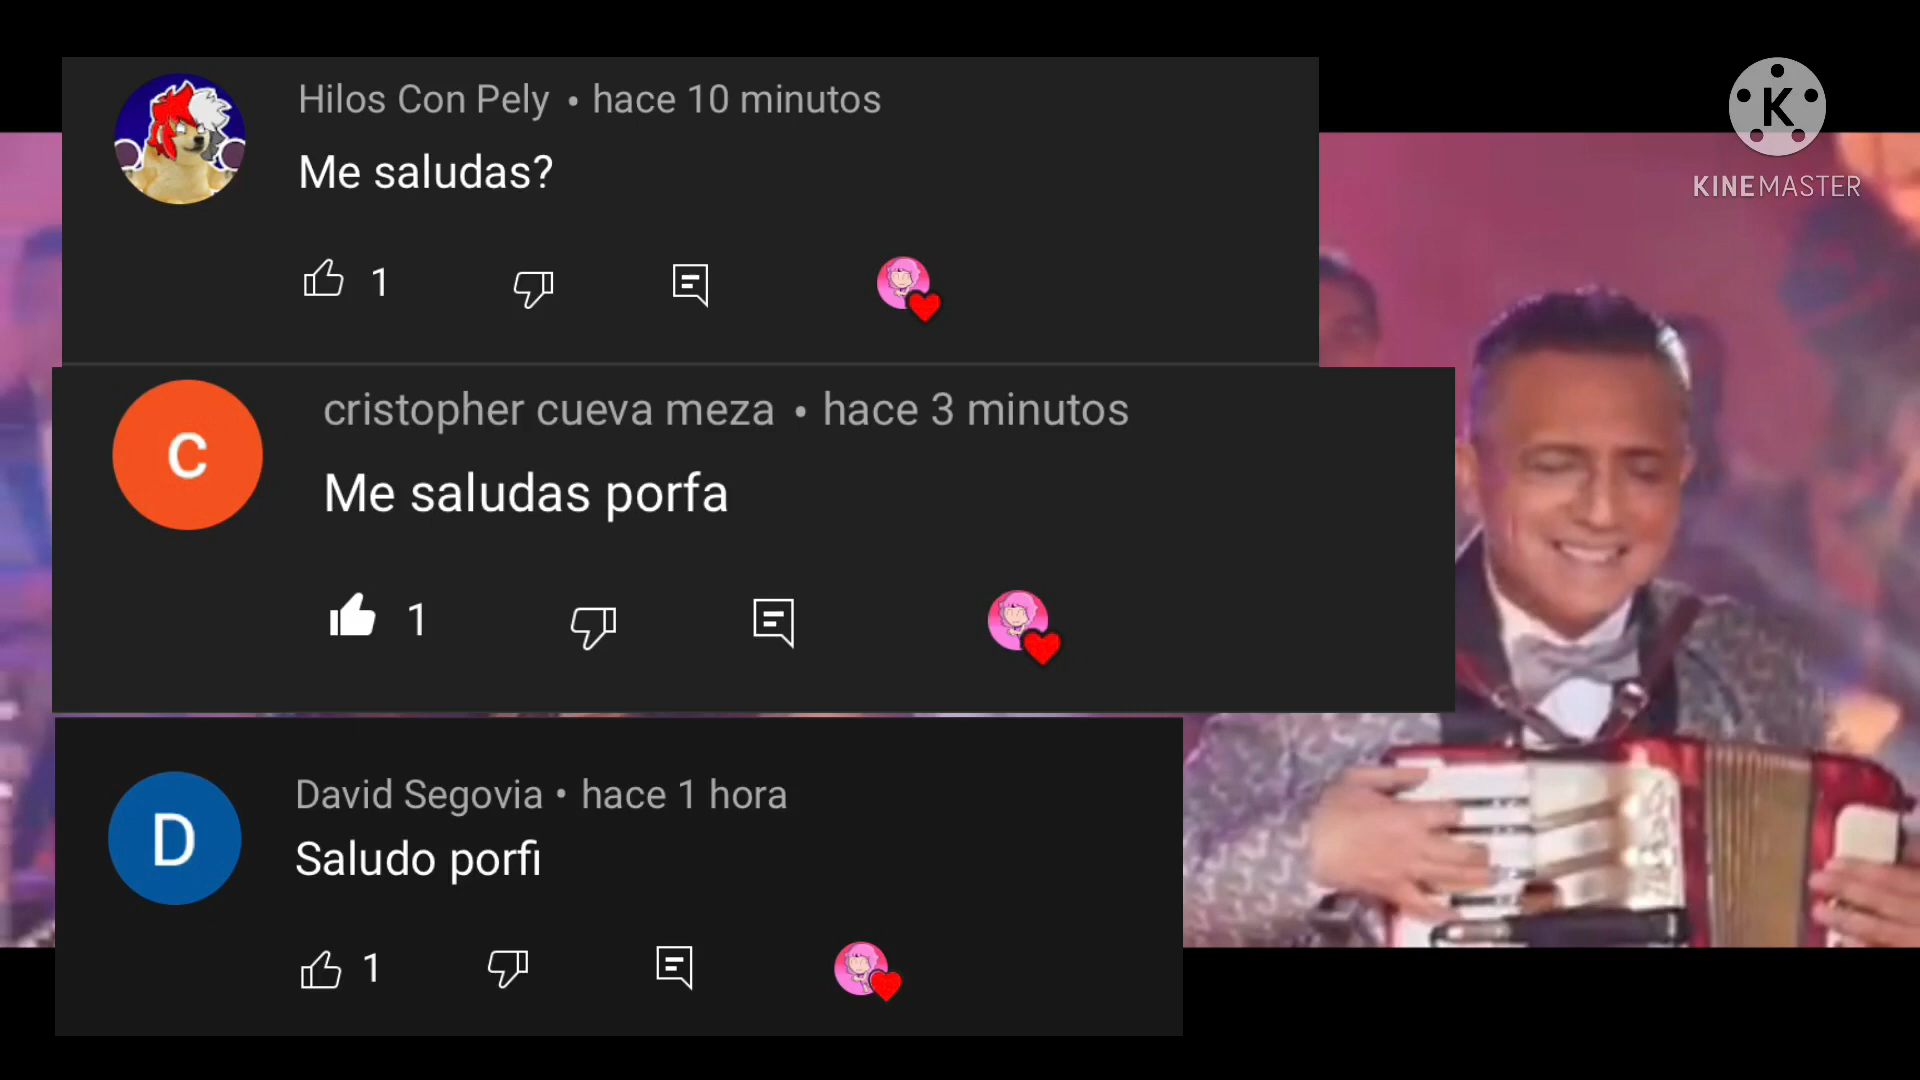 Hilos Con Pely • hace 10 minutos
Me saludas?
1
K
KINEMASTER
C
cristopher cueva meza • hace 3 minutos
Me saludas porfa
1
D
David Segovia • hace 1 hora
Saludo porfi
1